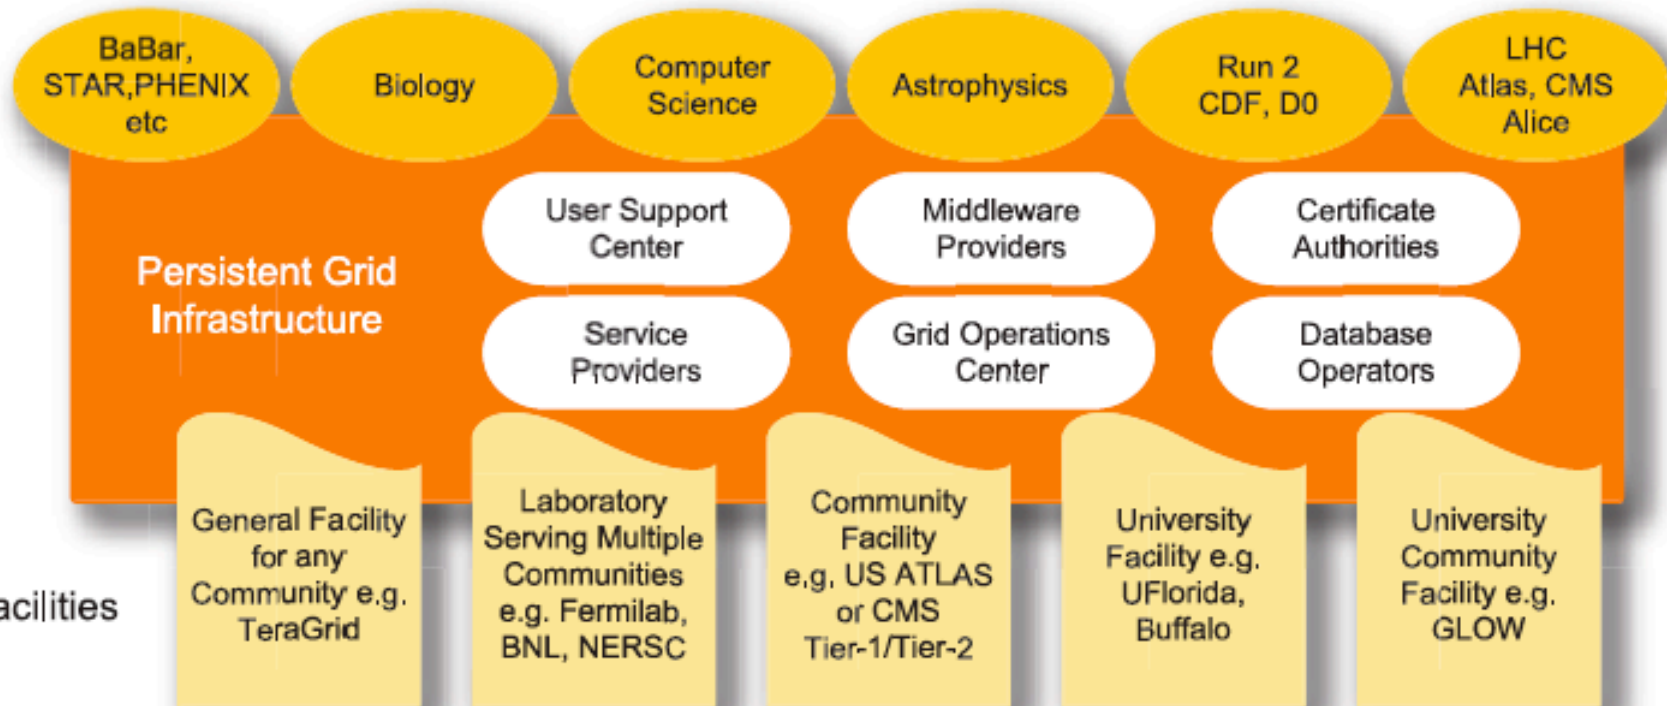 BaBar,
STAR,PHENIX
etc
Biology
Computer
Science
Astrophysics
Run 2
CDF, D0
LHC
Atlas, CMS
Alice
Persistent Grid
Infrastructure
User Support
Center
Middleware
Providers
Certificate
Authorities
Service
Providers
Grid Operations
Center
Database
Operators
acilities
General Facility
for any
Community e.g.
TeraGrid
Laboratory
Serving Multiple
Communities
e.g. Fermilab,
BNL, NERSC
Community
Facility
e.g. US ATLAS
or CMS
Tier-1/Tier-2
University
Facility e.g.
UFlorida,
Buffalo
University
Community
Facility e.g.
GLOW